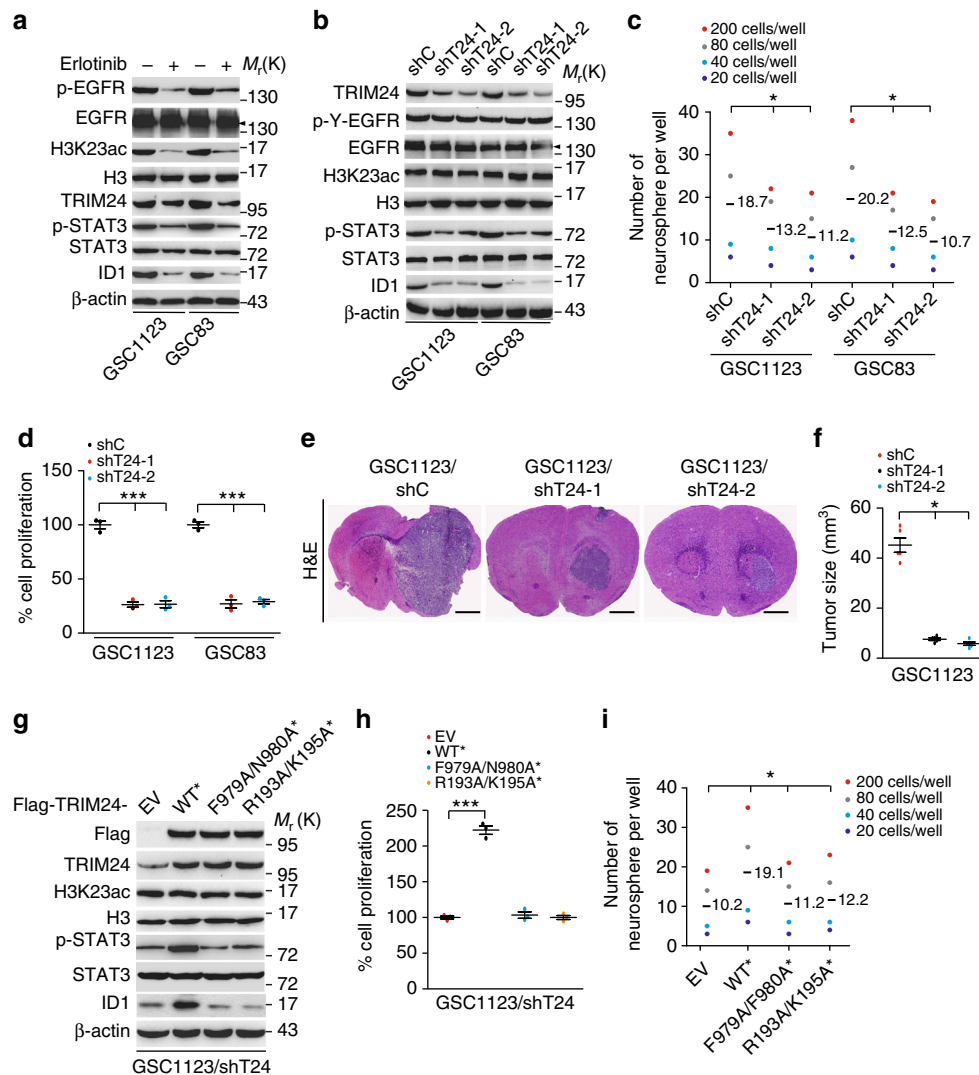 a
Erlotinib – + – + Mr(K)
p-EGFR
130
EGFR
130
H3K23ac
17
H3
17
TRIM24
95
p-STAT3
72
STAT3
72
ID1
17
β-actin
43
GSC1123 GSC83
b
shC shT24-1 shT24-2 shC shT24-1 shT24-2
Mr(K)
TRIM24
95
p-Y-EGFR
130
EGFR
130
H3K23ac
17
H3
17
p-STAT3
72
STAT3
72
ID1
17
β-actin
43
GSC1123 GSC83
c
200 cells/well
80 cells/well
40 cells/well
20 cells/well
* *
Number of
neurosphere per well
40
30
20
10
0
18.7 13.2 11.2 20.2 12.5 10.7
shC shT24-1 shT24-2 shC shT24-1 shT24-2
GSC1123 GSC83
d
shC
shT24-1
shT24-2
% cell proliferation
150
100
50
0
*** ***
GSC1123 GSC83
e
GSC1123/
shC
GSC1123/
shT24-1
GSC1123/
shT24-2
H&E
f
shC
shT24-1
shT24-2
Tumor size (mm3)
60
40
20
0
*
GSC1123
g
Flag-TRIM24- EV WT* F979A/N980A* R193A/K195A*
Mr (K)
Flag
95
TRIM24
95
H3K23ac
17
H3
17
p-STAT3
72
STAT3
72
ID1
17
β-actin
43
GSC1123/shT24
h
EV
WT*
F979A/N980A*
R193A/K195A*
% cell proliferation
250
200
150
100
50
0
***
GSC1123/shT24
i
*
200 cells/well
80 cells/well
40 cells/well
20 cells/well
Number of
neurosphere per well
40
30
20
10
0
10.2 19.1 11.2 12.2
EV WT* F979A/F980A* R193A/K195A*